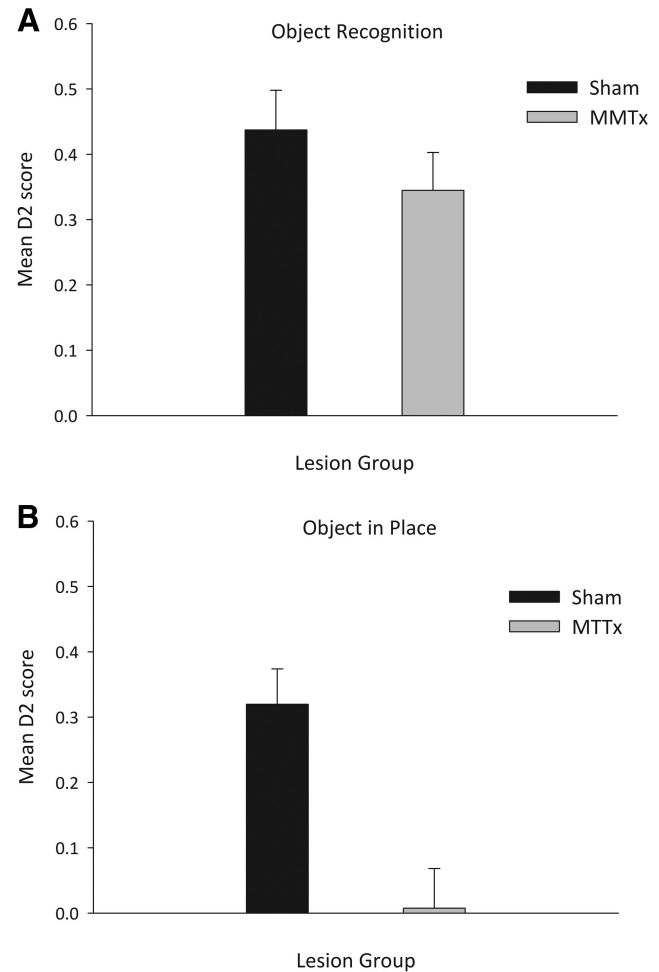 A
Object Recognition
0.6
0.5
0.4
0.3
0.2
0.1
0.0
Mean D2 score
Sham
MMTx
Lesion Group
B
Object in Place
0.6
0.5
0.4
0.3
0.2
0.1
0.0
Mean D2 score
Sham
MTTx
Lesion Group